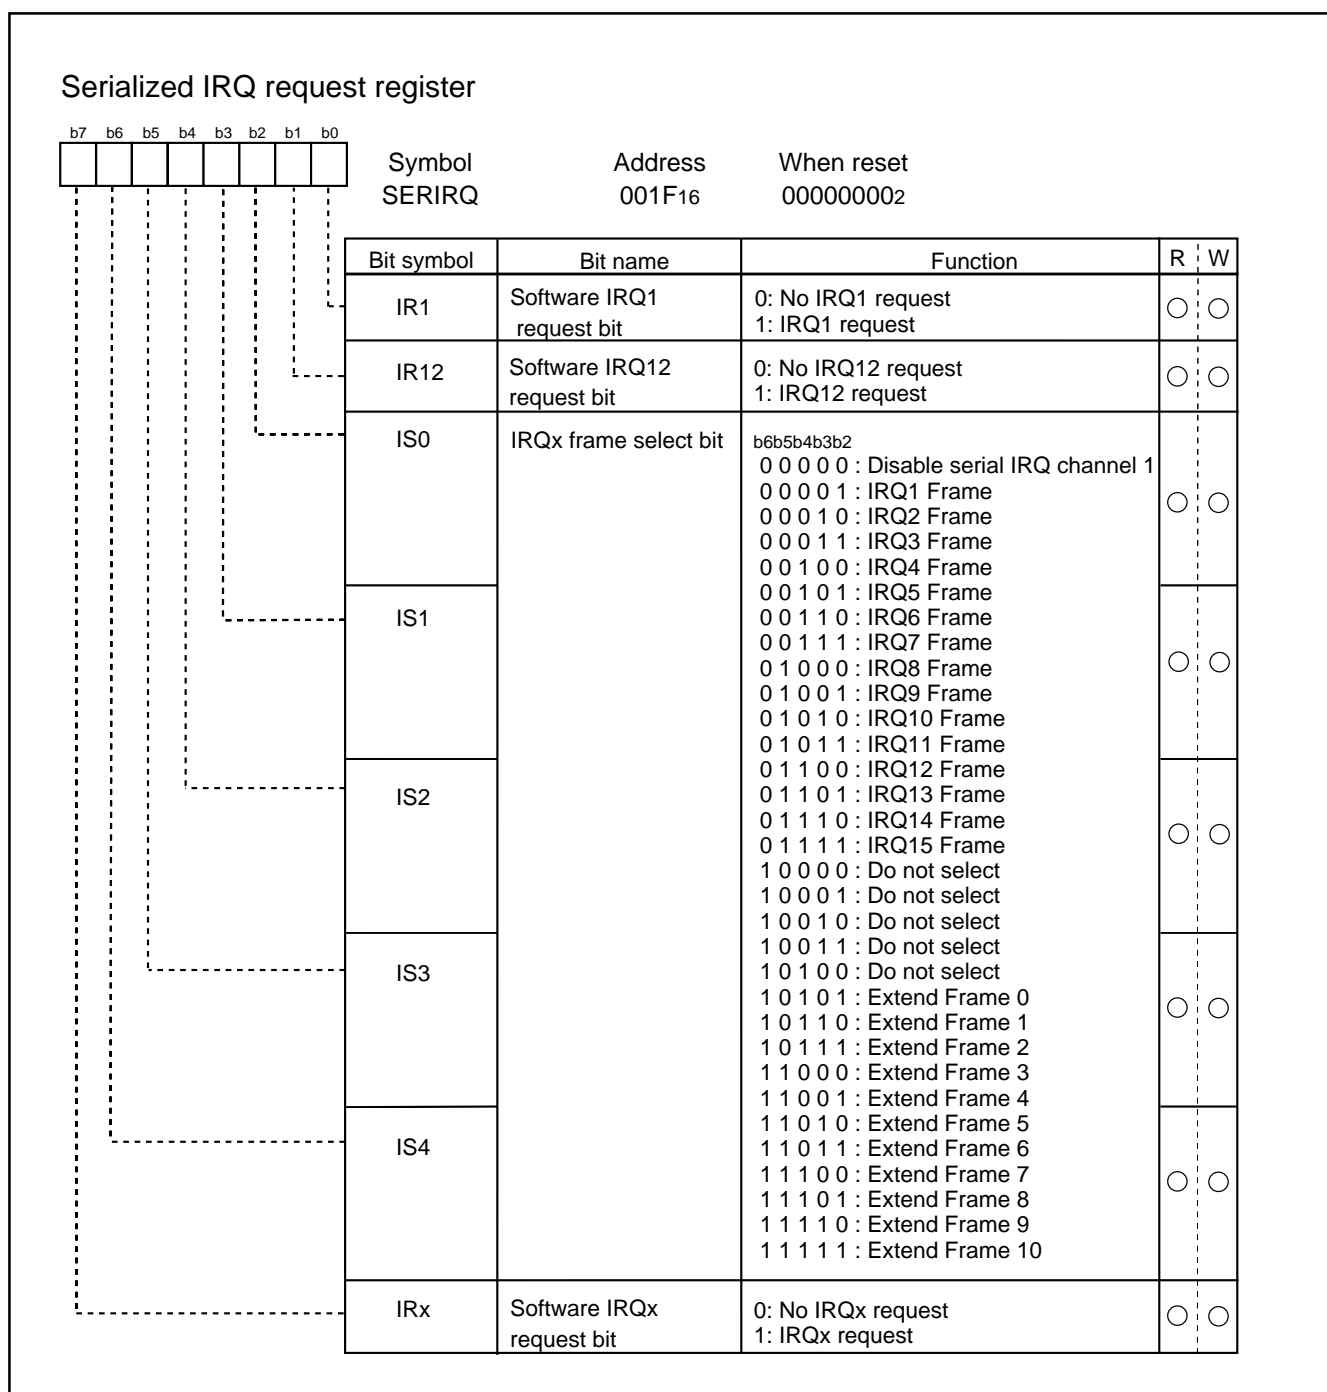 Serialized IRQ request register
b7 b6 b5 b4 b3 b2 b1 b0
Symbol Address When reset
SERIRQ 001F16 000000002
Bit symbol Bit name Function R W
IR1 Software IRQ1 request bit 0: No IRQ1 request
1: IRQ1 request
IR12 Software IRQ12 request bit 0: No IRQ12 request
1: IRQ12 request
IS0 IRQx frame select bit b6b5b4b3b2
0 0 0 0 0 : Disable serial IRQ channel 1
0 0 0 0 1 : IRQ1 Frame
0 0 0 1 0 : IRQ2 Frame
0 0 0 1 1 : IRQ3 Frame
0 0 1 0 0 : IRQ4 Frame
0 0 1 0 1 : IRQ5 Frame
IS1 0 0 1 1 0 : IRQ6 Frame
0 0 1 1 1 : IRQ7 Frame
0 1 0 0 0 : IRQ8 Frame
0 1 0 0 1 : IRQ9 Frame
0 1 0 1 0 : IRQ10 Frame
0 1 0 1 1 : IRQ11 Frame
0 1 1 0 0 : IRQ12 Frame
IS2 0 1 1 0 1 : IRQ13 Frame
0 1 1 1 0 : IRQ14 Frame
0 1 1 1 1 : IRQ15 Frame
1 0 0 0 0 : Do not select
1 0 0 0 1 : Do not select
1 0 0 1 0 : Do not select
1 0 0 1 1 : Do not select
IS3 1 0 1 0 0 : Do not select
1 0 1 0 1 : Extend Frame 0
1 0 1 1 0 : Extend Frame 1
1 0 1 1 1 : Extend Frame 2
1 1 0 0 0 : Extend Frame 3
1 1 0 0 1 : Extend Frame 4
1 1 0 1 0 : Extend Frame 5
IS4 1 1 0 1 1 : Extend Frame 6
1 1 1 0 0 : Extend Frame 7
1 1 1 0 1 : Extend Frame 8
1 1 1 1 0 : Extend Frame 9
1 1 1 1 1 : Extend Frame 10
IRx Software IRQx request bit 0: No IRQx request
1: IRQx request